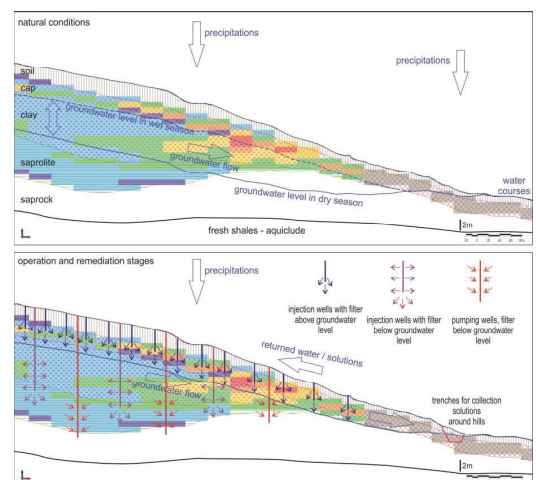 natural conditions
precipitations
precipitations
soil
cap
clay
groundwater level in wet season
groundwater flow
saprolite
groundwater level in dry season
water
courses
saprock
fresh shales - aquiclude
2m
operation and remediation stages
precipitations
injection wells with filter
above groundwater
level
injection wells with filter
below groundwater
level
pumping wells, filter
below groundwater
level
returned water / solutions
groundwater flow
trenches for collection
solutions
around hills
2m